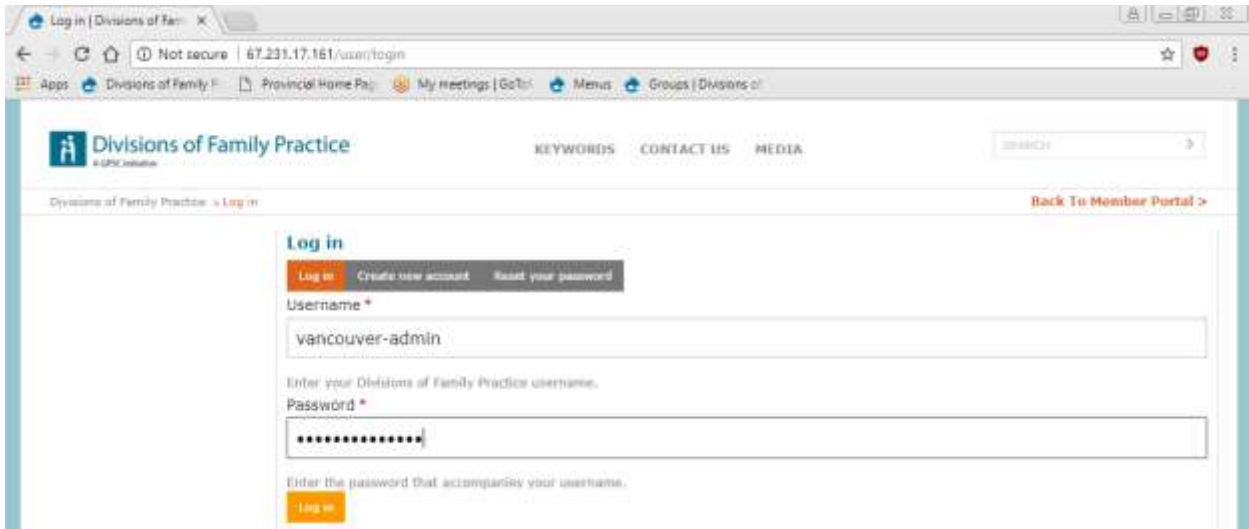 Log in | Divisions of Fam
Not secure | 67.231.17.161/user/login
Apps Divisions of Family P Provincial Home Pag My meetings | GoTo Menus Groups | Divisions of
Divisions of Family Practice
A GPSC initiative
KEYWORDS CONTACT US MEDIA
SEARCH
Divisions of Family Practice » Log in
Back To Member Portal >
Log in
Log in Create new account Reset your password
Username *
vancouver-admin
Enter your Divisions of Family Practice username.
Password *
••••••••••••••
Enter the password that accompanies your username.
Log in